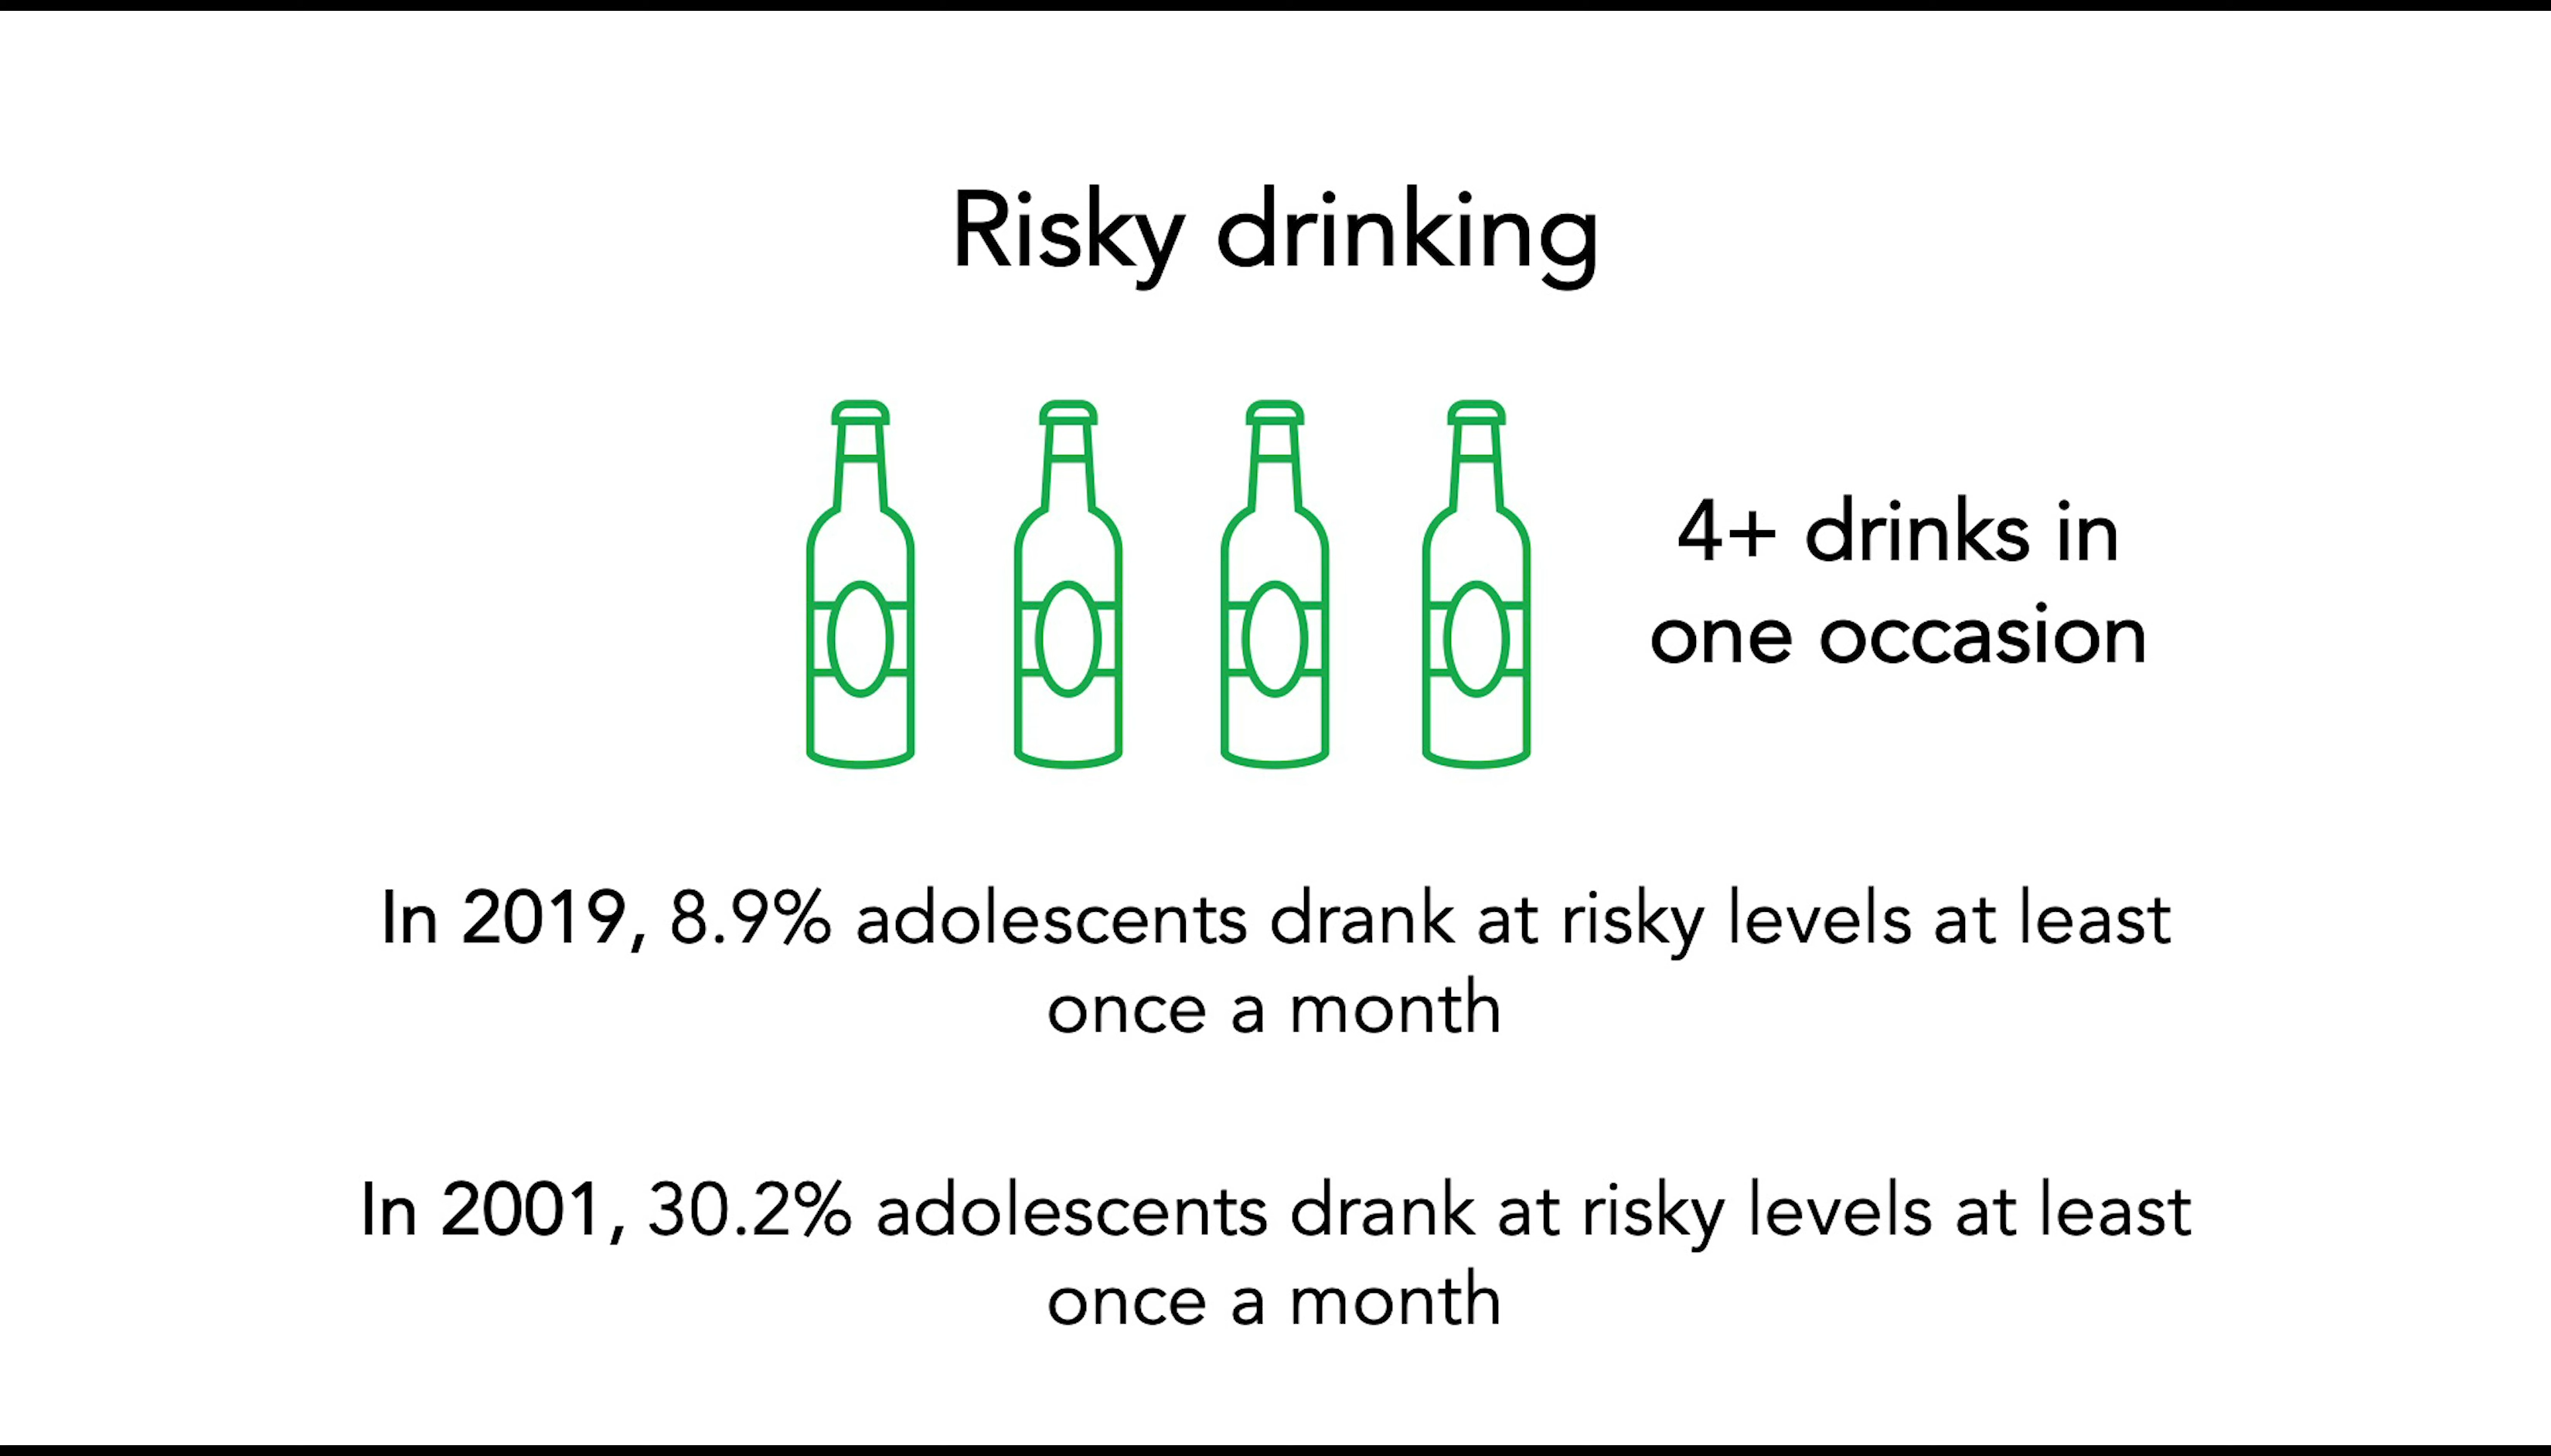 Risky drinking
4+ drinks in
one occasion
In 2019, 8.9% adolescents drank at risky levels at least
once a month
In 2001, 30.2% adolescents drank at risky levels at least
once a month